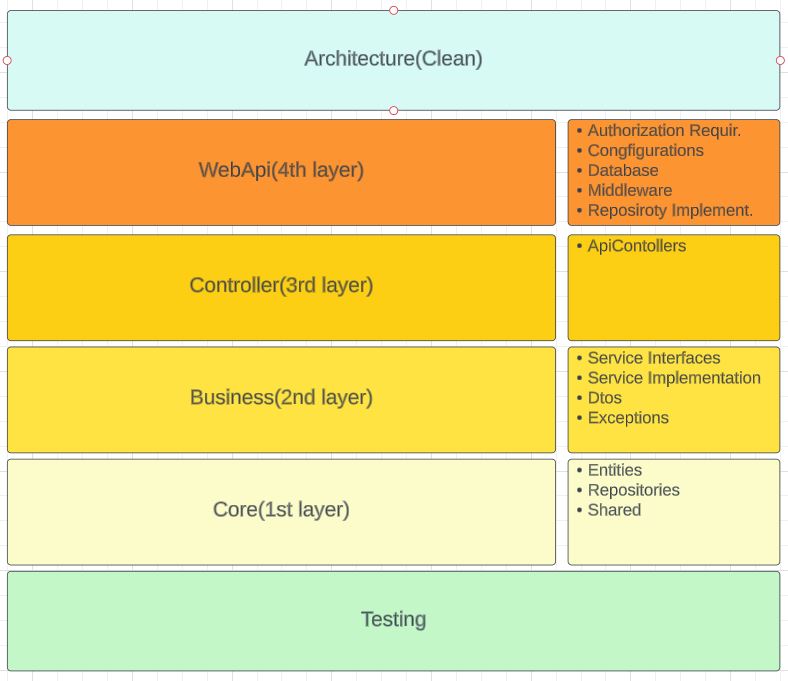 Architecture(Clean)
WebApi(4th layer)
• Authorization Requir.
• Congfigurations
• Database
• Middleware
• Reposiroty Implement.
Controller(3rd layer)
• ApiContollers
Business(2nd layer)
• Service Interfaces
• Service Implementation
• Dtos
• Exceptions
Core(1st layer)
• Entities
• Repositories
• Shared
Testing